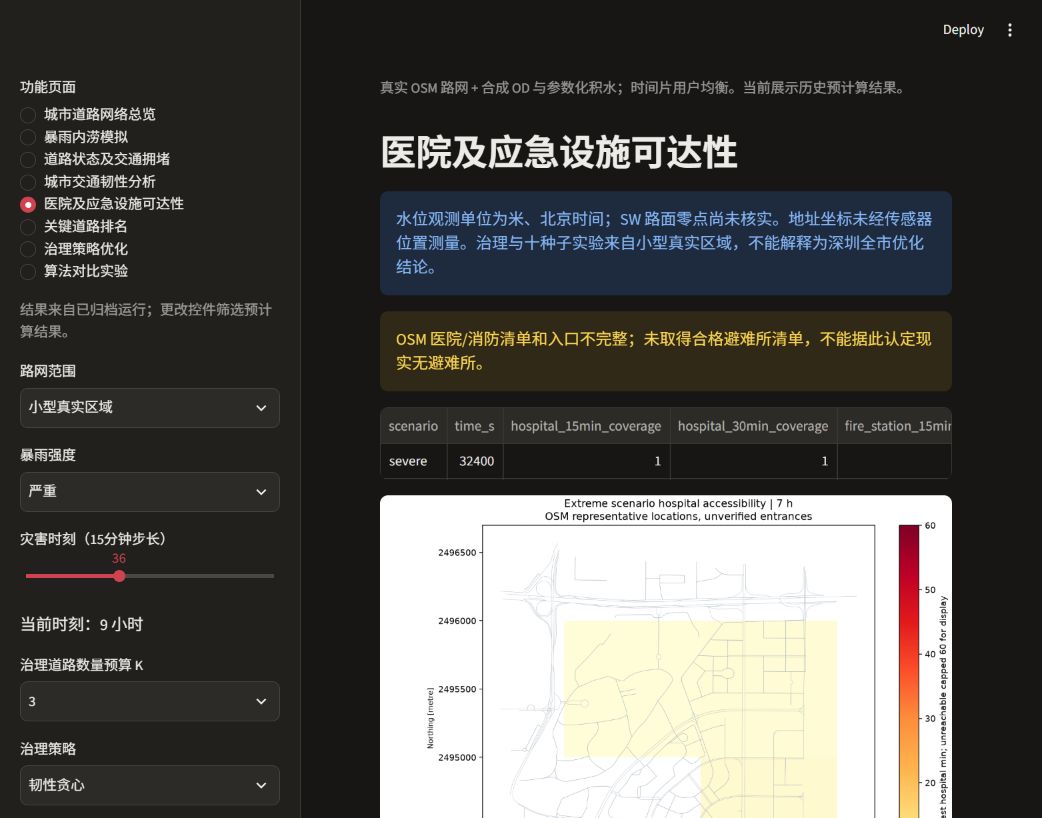 Deploy
功能页面
城市道路网络总览
暴雨内涝模拟
道路状态及交通拥堵
城市交通韧性分析
医院及应急设施可达性
关键道路排名
治理策略优化
算法对比实验
结果来自已归档运行；更改控件筛选预计
算结果。
路网范围
小型真实区域
暴雨强度
严重
灾害时刻（15分钟步长）
36
当前时刻：9 小时
治理道路数量预算 K
3
治理策略
韧性贪心
真实 OSM 路网 + 合成 OD 与参数化积水；时间片用户均衡。当前展示历史预计算结果。
医院及应急设施可达性
水位观测单位为米、北京时间；SW 路面零点尚未核实。地址坐标未经传感器
位置测量。治理与十种子实验来自小型真实区域，不能解释为深圳全市优化
结论。
OSM 医院/消防清单和入口不完整；未取得合格避难所清单，不能据此认定现
实无避难所。
scenario time_s hospital_15min_coverage hospital_30min_coverage fire_station_15min
severe 32400 1 1
Extreme scenario hospital accessibility | 7 h
OSM representative locations, unverified entrances
2496500
2496000
2495500
2495000
Northing [metre]
60
50
40
30
20
est hospital min; unreachable capped 60 for display